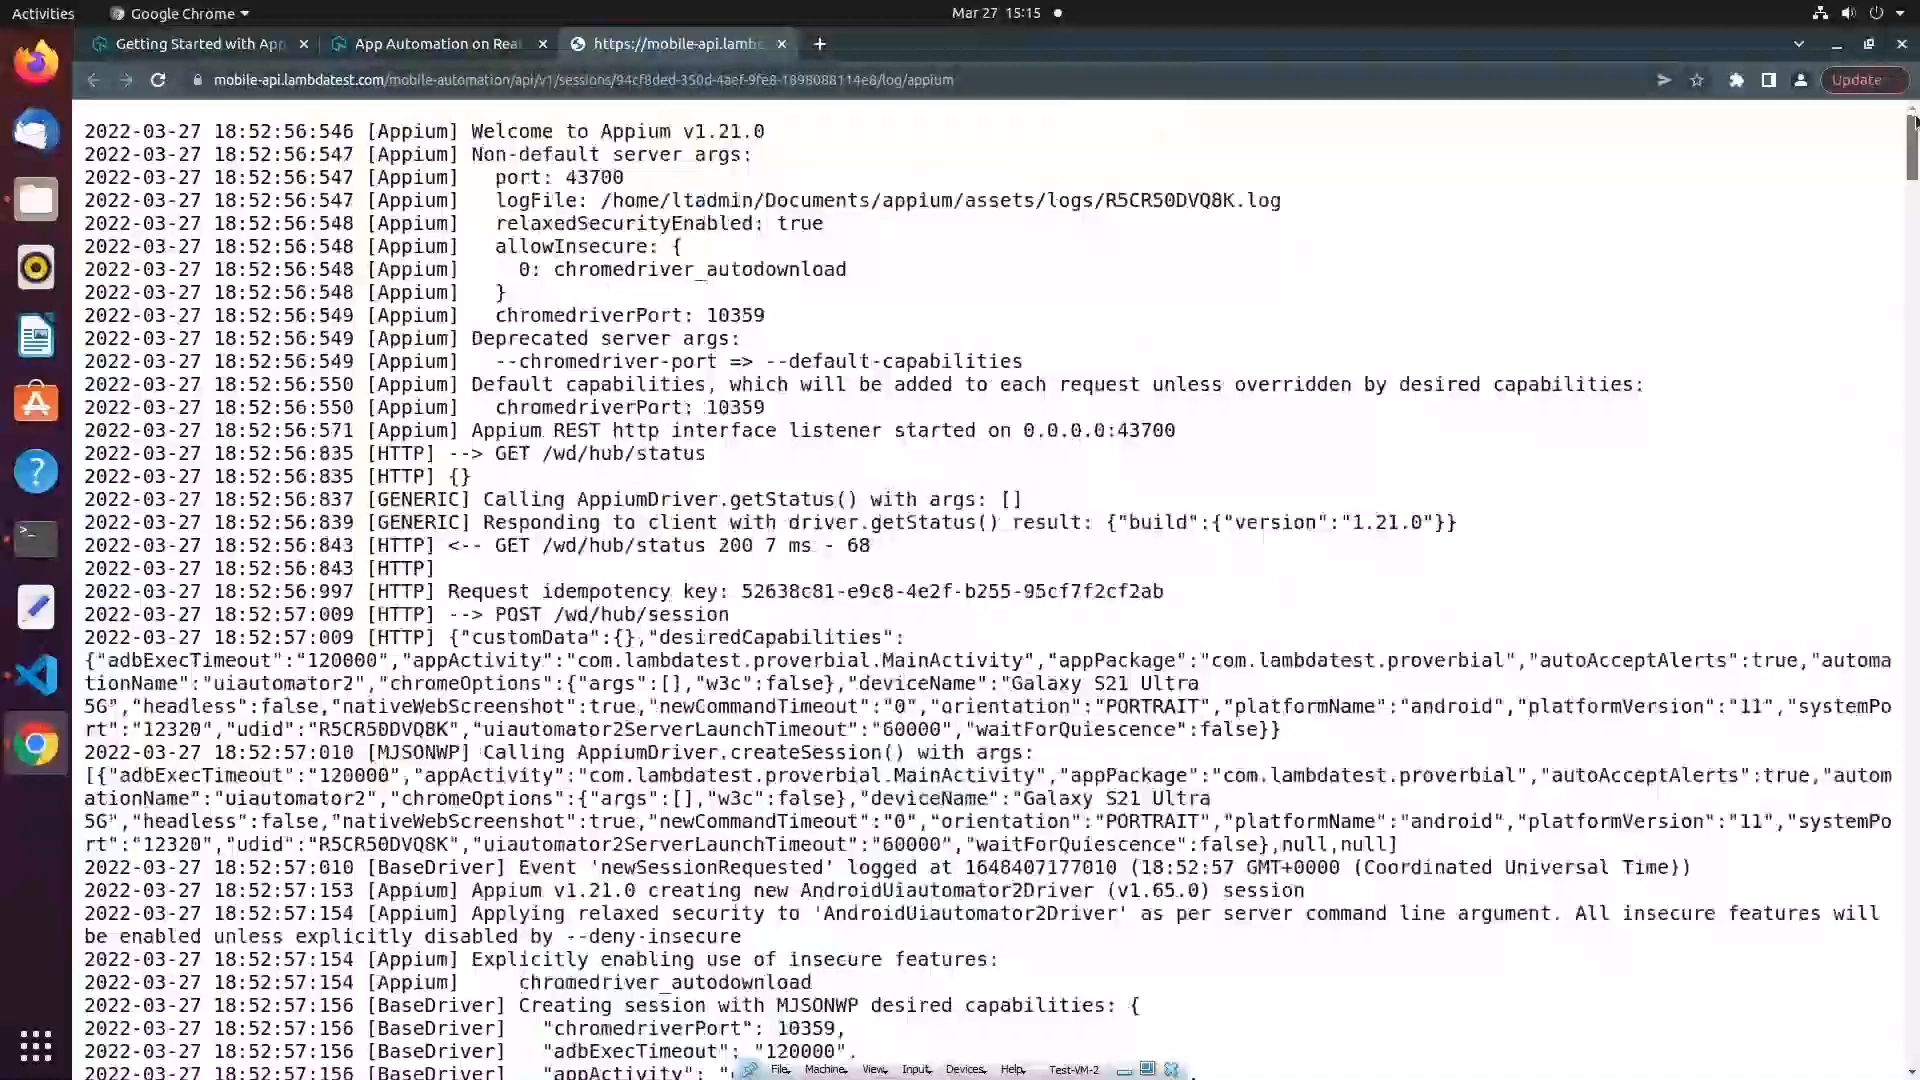 Activities
Google Chrome
Mar 27 15:15
Getting Started with App
App Automation on Rea
https://mobile-api.lamb
mobile-api.lambdatest.com/mobile-automation/api/v1/sessions/94cf8ded-350d-4aef-9fe8-1898088114e8/log/appium
Update
2022-03-27 18:52:56:546 [Appium] Welcome to Appium v1.21.0
2022-03-27 18:52:56:547 [Appium] Non-default server args:
2022-03-27 18:52:56:547 [Appium]   port: 43700
2022-03-27 18:52:56:547 [Appium]   logFile: /home/ltadmin/Documents/appium/assets/logs/R5CR50DVQ8K.log
2022-03-27 18:52:56:548 [Appium]   relaxedSecurityEnabled: true
2022-03-27 18:52:56:548 [Appium]   allowInsecure: {
2022-03-27 18:52:56:548 [Appium]     0: chromedriver_autodownload
2022-03-27 18:52:56:548 [Appium]   }
2022-03-27 18:52:56:549 [Appium]   chromedriverPort: 10359
2022-03-27 18:52:56:549 [Appium] Deprecated server args:
2022-03-27 18:52:56:549 [Appium]   --chromedriver-port => --default-capabilities
2022-03-27 18:52:56:550 [Appium] Default capabilities, which will be added to each request unless overridden by desired capabilities:
2022-03-27 18:52:56:550 [Appium]   chromedriverPort: 10359
2022-03-27 18:52:56:571 [Appium] Appium REST http interface listener started on 0.0.0.0:43700
2022-03-27 18:52:56:835 [HTTP] --> GET /wd/hub/status
2022-03-27 18:52:56:835 [HTTP] {}
2022-03-27 18:52:56:837 [GENERIC] Calling AppiumDriver.getStatus() with args: []
2022-03-27 18:52:56:839 [GENERIC] Responding to client with driver.getStatus() result: {"build":{"version":"1.21.0"}}
2022-03-27 18:52:56:843 [HTTP] <-- GET /wd/hub/status 200 7 ms - 68
2022-03-27 18:52:56:843 [HTTP]
2022-03-27 18:52:56:997 [HTTP] Request idempotency key: 52638c81-e9c8-4e2f-b255-95cf7f2cf2ab
2022-03-27 18:52:57:009 [HTTP] --> POST /wd/hub/session
2022-03-27 18:52:57:009 [HTTP] {"customData":{},"desiredCapabilities":
{"adbExecTimeout":"120000","appActivity":"com.lambdatest.proverbial.MainActivity","appPackage":"com.lambdatest.proverbial","autoAcceptAlerts":true,"automa
tionName":"uiautomator2","chromeOptions":{"args":[],"w3c":false},"deviceName":"Galaxy S21 Ultra
5G","headless":false,"nativeWebScreenshot":true,"newCommandTimeout":"0","orientation":"PORTRAIT","platformName":"android","platformVersion":"11","systemPo
rt":"12320","udid":"R5CR50DVQ8K","uiautomator2ServerLaunchTimeout":"60000","waitForQuiescence":false}}
2022-03-27 18:52:57:010 [MJSONWP] Calling AppiumDriver.createSession() with args:
[{"adbExecTimeout":"120000","appActivity":"com.lambdatest.proverbial.MainActivity","appPackage":"com.lambdatest.proverbial","autoAcceptAlerts":true,"autom
ationName":"uiautomator2","chromeOptions":{"args":[],"w3c":false},"deviceName":"Galaxy S21 Ultra
5G","headless":false,"nativeWebScreenshot":true,"newCommandTimeout":"0","orientation":"PORTRAIT","platformName":"android","platformVersion":"11","systemPo
rt":"12320","udid":"R5CR50DVQ8K","uiautomator2ServerLaunchTimeout":"60000","waitForQuiescence":false},null,null]
2022-03-27 18:52:57:010 [BaseDriver] Event 'newSessionRequested' logged at 1648407177010 (18:52:57 GMT+0000 (Coordinated Universal Time))
2022-03-27 18:52:57:153 [Appium] Appium v1.21.0 creating new AndroidUiautomator2Driver (v1.65.0) session
2022-03-27 18:52:57:154 [Appium] Applying relaxed security to 'AndroidUiautomator2Driver' as per server command line argument. All insecure features will
be enabled unless explicitly disabled by --deny-insecure
2022-03-27 18:52:57:154 [Appium] Explicitly enabling use of insecure features:
2022-03-27 18:52:57:154 [Appium]     chromedriver_autodownload
2022-03-27 18:52:57:156 [BaseDriver] Creating session with MJSONWP desired capabilities: {
2022-03-27 18:52:57:156 [BaseDriver]   "chromedriverPort": 10359,
2022-03-27 18:52:57:156 [BaseDriver]   "adbExecTimeout": "120000",
2022-03-27 18:52:57:156 [BaseDriver]   "appActivity":
File Machine View Input Devices Help Test-VM-2